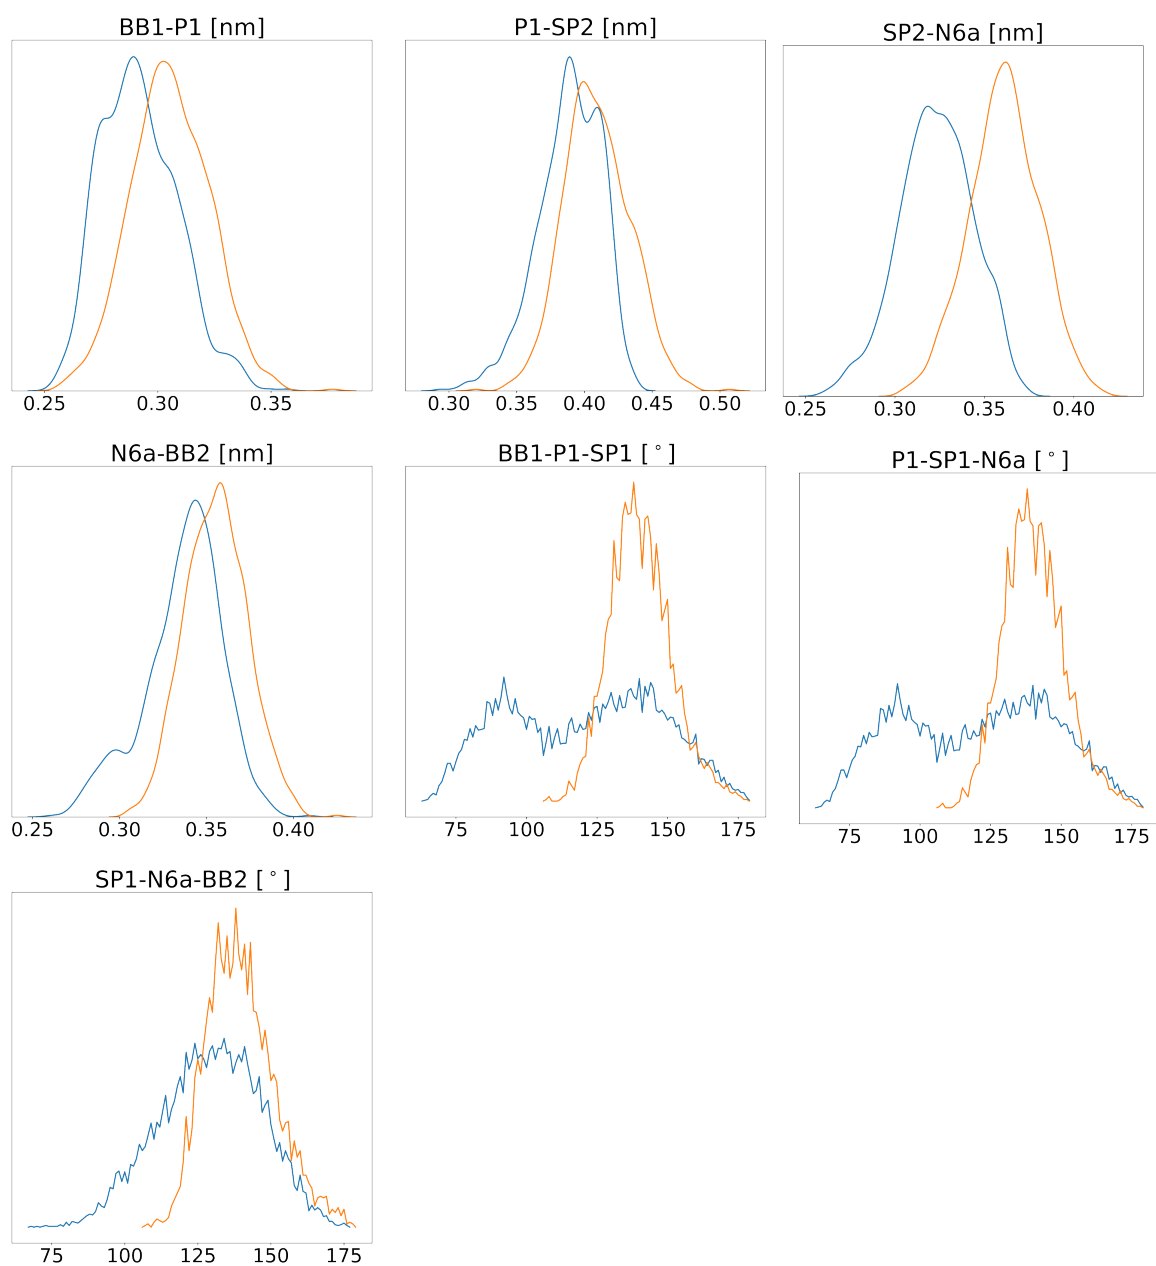 BB1-P1 [nm]
P1-SP2 [nm]
SP2-N6a [nm]
0.25 0.30 0.35
0.30 0.35 0.40 0.45 0.50
0.25 0.30 0.35 0.40
N6a-BB2 [nm]
BB1-P1-SP1 [°]
P1-SP1-N6a [°]
0.25 0.30 0.35 0.40
75 100 125 150 175
75 100 125 150 175
SP1-N6a-BB2 [°]
75 100 125 150 175